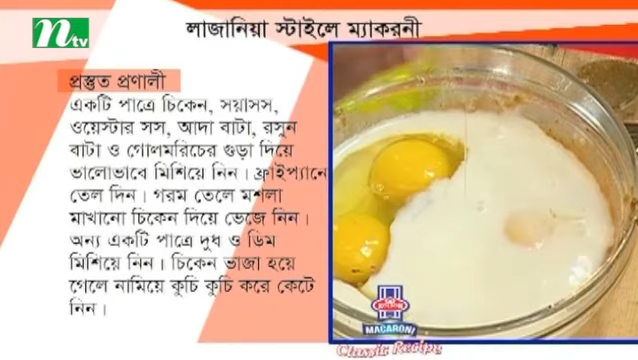 লাজানিয়া স্টাইলে ম্যাকরনী
ntv
প্রস্তুত প্রণালী
একটি পাত্রে চিকেন, সয়াসস,
ওয়েস্টার সস, আদা বাটা, রসুন
বাটা ও গোলমরিচের গুড়া দিয়ে
ভালোভাবে মিশিয়ে নিন। ফ্রাইপ্যানে
তেল দিন। গরম তেলে মশলা
মাখানো চিকেন দিয়ে ভেজে নিন।
অন্য একটি পাত্রে দুধ ও ডিম
মিশিয়ে নিন। চিকেন ভাজা হয়ে
গেলে নামিয়ে কুচি কুচি করে কেটে
নিন।
MACARONI
Classic Recipe